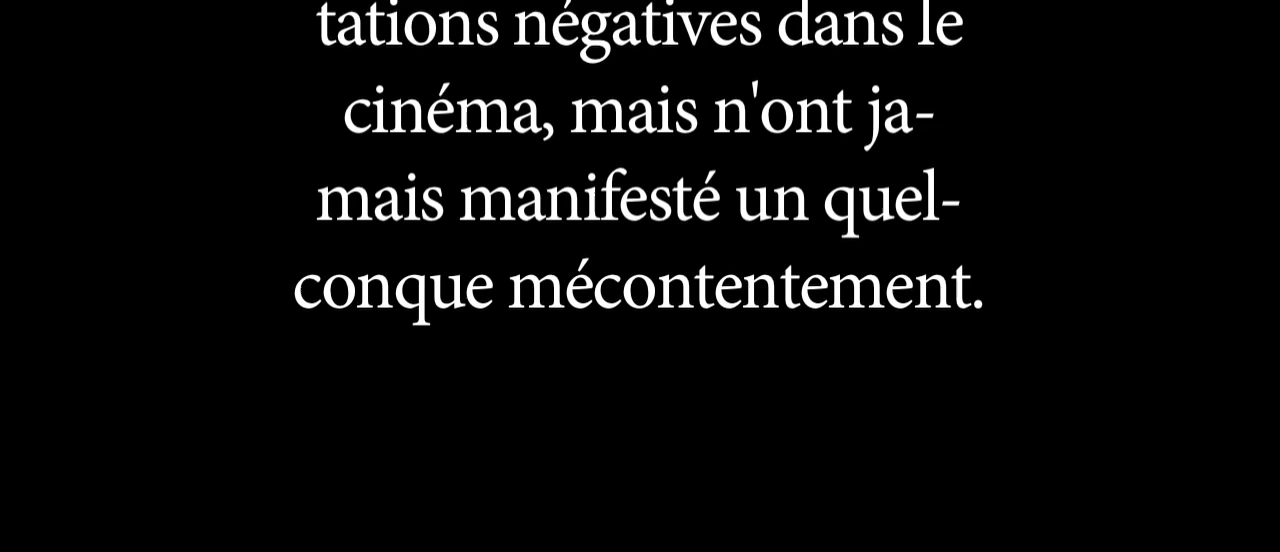 tations négatives dans le
cinéma, mais n'ont ja-
mais manifesté un quel-
conque mécontentement.